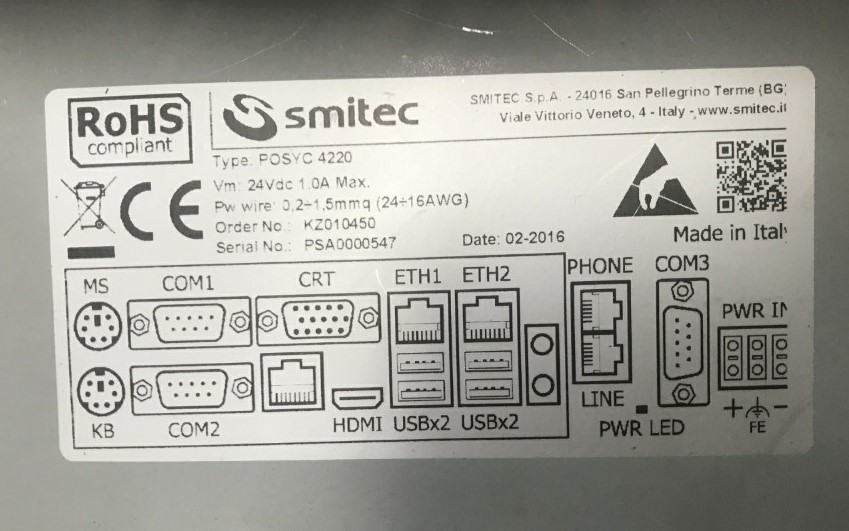 RoHS
compliant
smitec
SMITEC S.p.A. - 24016 San Pellegrino Terme (BG)
Viale Vittorio Veneto, 4 - Italy - www.smitec.it
Type: POSYC 4220
Vm: 24Vdc 1.0A Max.
Pw wire: 0,2÷1,5mmq (24÷16AWG)
Order No.: KZ010450
Serial No.: PSA0000547
Date: 02-2016
CE
Made in Italy
MS
COM1
CRT
ETH1
ETH2
PHONE
COM3
PWR IN
KB
COM2
HDMI
USBx2
USBx2
LINE
PWR LED
+
-
FE